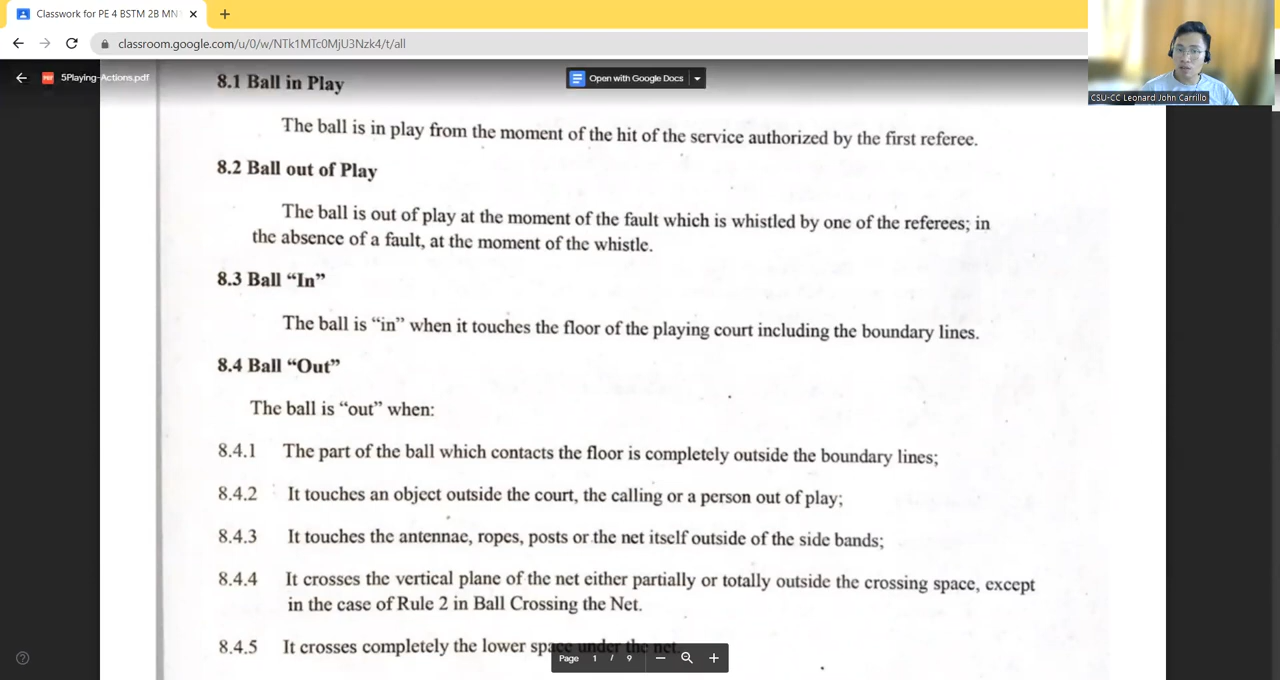 Classwork for PE 4 BSTM 2B MN
classroom.google.com/u/0/w/NTk1MTc0MjU3Nzk4/t/all
CSU-CC Leonard John Carrillo
5Playing-Actions.pdf
Open with Google Docs
8.1 Ball in Play
The ball is in play from the moment of the hit of the service authorized by the first referee.
8.2 Ball out of Play
The ball is out of play at the moment of the fault which is whistled by one of the referees; in
the absence of a fault, at the moment of the whistle.
8.3 Ball “In”
The ball is “in” when it touches the floor of the playing court including the boundary lines.
8.4 Ball “Out”
The ball is “out” when:
8.4.1 The part of the ball which contacts the floor is completely outside the boundary lines;
8.4.2 It touches an object outside the court, the calling or a person out of play;
8.4.3 It touches the antennae, ropes, posts or the net itself outside of the side bands;
8.4.4 It crosses the vertical plane of the net either partially or totally outside the crossing space, except
in the case of Rule 2 in Ball Crossing the Net.
8.4.5 It crosses completely the lower space under the net.
Page 1 / 9